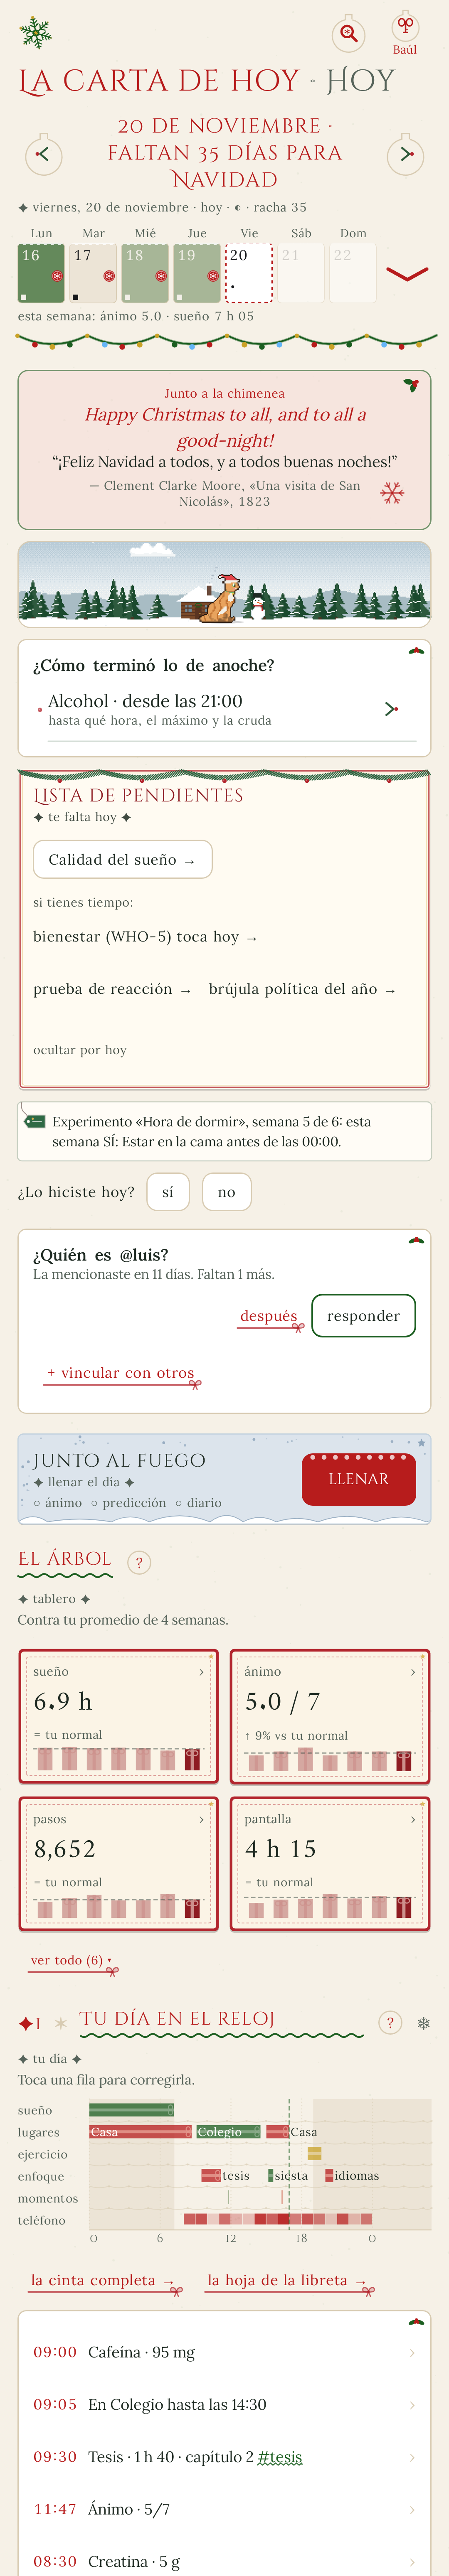 Baúl
LA CARTA DE HOY · HOY
20 DE NOVIEMBRE ·
FALTAN 35 DÍAS PARA
NAVIDAD
✦ viernes, 20 de noviembre · hoy · ◐ · racha 35
Lun Mar Mié Jue Vie Sáb Dom
16 17 18 19 20 21 22
esta semana: ánimo 5.0 · sueño 7 h 05
Junto a la chimenea
Happy Christmas to all, and to all a
good-night!
“¡Feliz Navidad a todos, y a todos buenas noches!”
— Clement Clarke Moore, «Una visita de San
Nicolás», 1823
¿Cómo terminó lo de anoche?
Alcohol · desde las 21:00
hasta qué hora, el máximo y la cruda
LISTA DE PENDIENTES
✦ te falta hoy ✦
Calidad del sueño →
si tienes tiempo:
bienestar (WHO-5) toca hoy →
prueba de reacción → brújula política del año →
ocultar por hoy
Experimento «Hora de dormir», semana 5 de 6: esta
semana SÍ: Estar en la cama antes de las 00:00.
¿Lo hiciste hoy? sí no
¿Quién es @luis?
La mencionaste en 11 días. Faltan 1 más.
después responder
+ vincular con otros
JUNTO AL FUEGO
✦ llenar el día ✦
○ ánimo ○ predicción ○ diario
LLENAR
EL ÁRBOL ?
✦ tablero ✦
Contra tu promedio de 4 semanas.
sueño › ánimo ›
6.9 h 5.0 / 7
= tu normal ↑ 9% vs tu normal
pasos › pantalla ›
8,652 4 h 15
= tu normal = tu normal
ver todo (6) ▾
✦I TU DÍA EN EL RELOJ ?
✦ tu día ✦
Toca una fila para corregirla.
sueño
lugares Casa Colegio Casa
ejercicio
enfoque tesis siesta idiomas
momentos
teléfono
0 6 12 18 0
la cinta completa → la hoja de la libreta →
09:00 Cafeína · 95 mg ›
09:05 En Colegio hasta las 14:30
09:30 Tesis · 1 h 40 · capítulo 2 #tesis ›
11:47 Ánimo · 5/7 ›
08:30 Creatina · 5 g ›